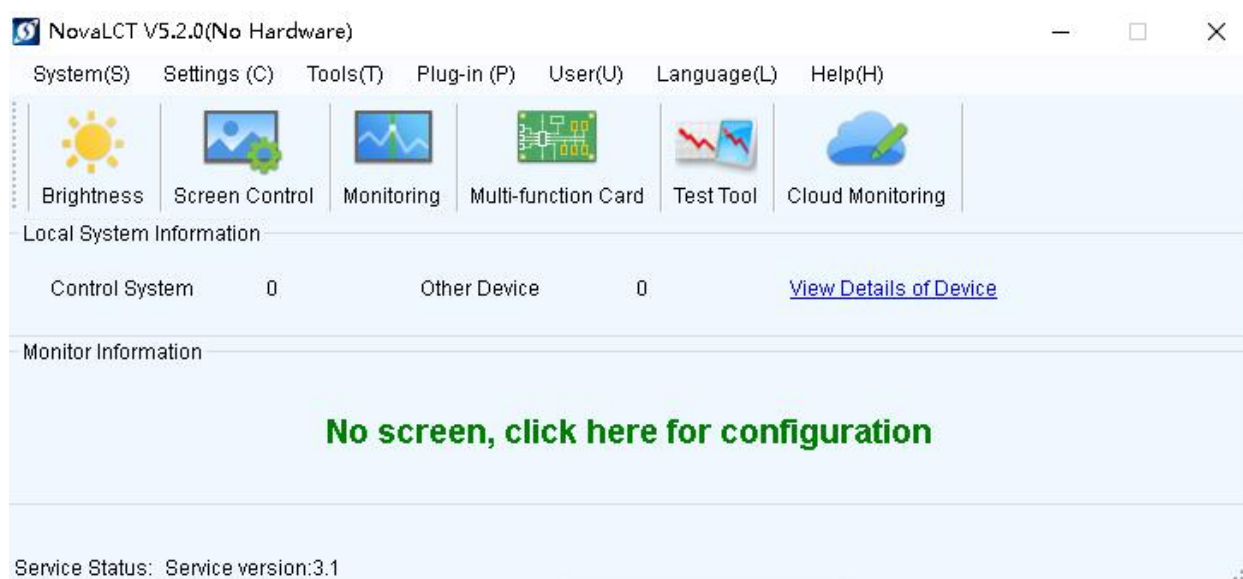 NovaLCT V5.2.0(No Hardware)
System(S) Settings (C) Tools(T) Plug-in (P) User(U) Language(L) Help(H)
Brightness Screen Control Monitoring Multi-function Card Test Tool Cloud Monitoring
Local System Information
Control System 0 Other Device 0 View Details of Device
Monitor Information
No screen, click here for configuration
Service Status: Service version:3.1